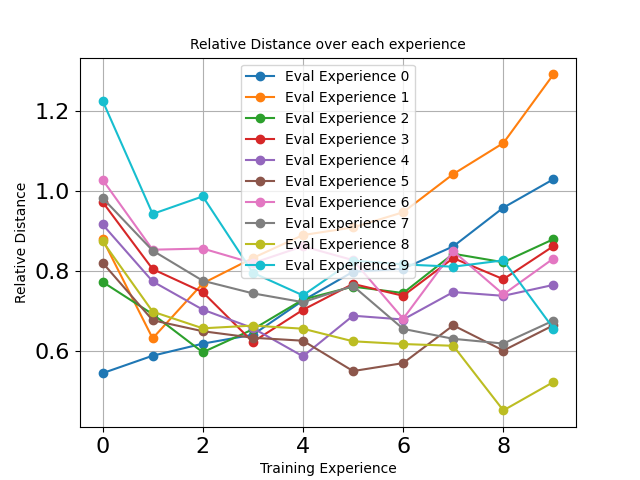 Relative Distance over each experience
Eval Experience 0
Eval Experience 1
Eval Experience 2
Eval Experience 3
Eval Experience 4
Eval Experience 5
Eval Experience 6
Eval Experience 7
Eval Experience 8
Eval Experience 9
Relative Distance
1.2
1.0
0.8
0.6
0 2 4 6 8
Training Experience